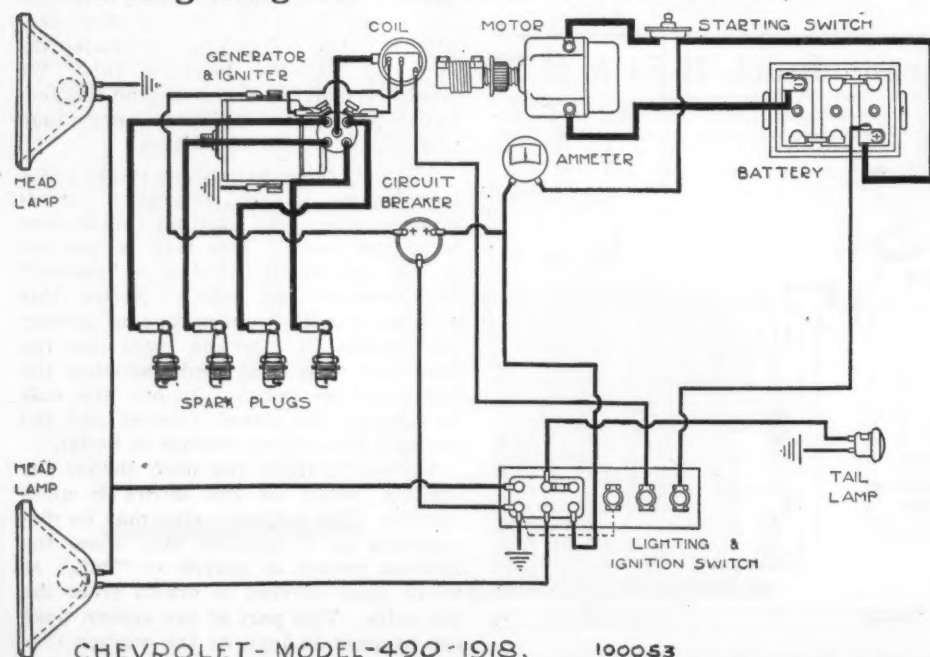 COIL
MOTOR
STARTING SWITCH
GENERATOR
& IGNITER
HEAD
LAMP
AMMETER
BATTERY
CIRCUIT
BREAKER
SPARK PLUGS
HEAD
LAMP
TAIL
LAMP
LIGHTING &
IGNITION SWITCH
CHEVROLET-MODEL-490-1918.
100053